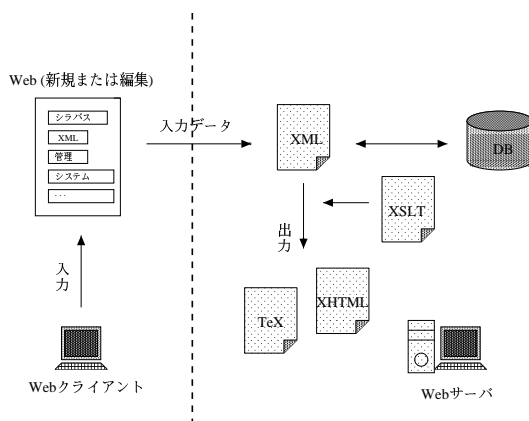 Web (新規または編集)
シラバス
XML
管理
システム
...
入力
Webクライアント
入力データ
XML
DB
XSLT
出力
TeX
XHTML
Webサーバ